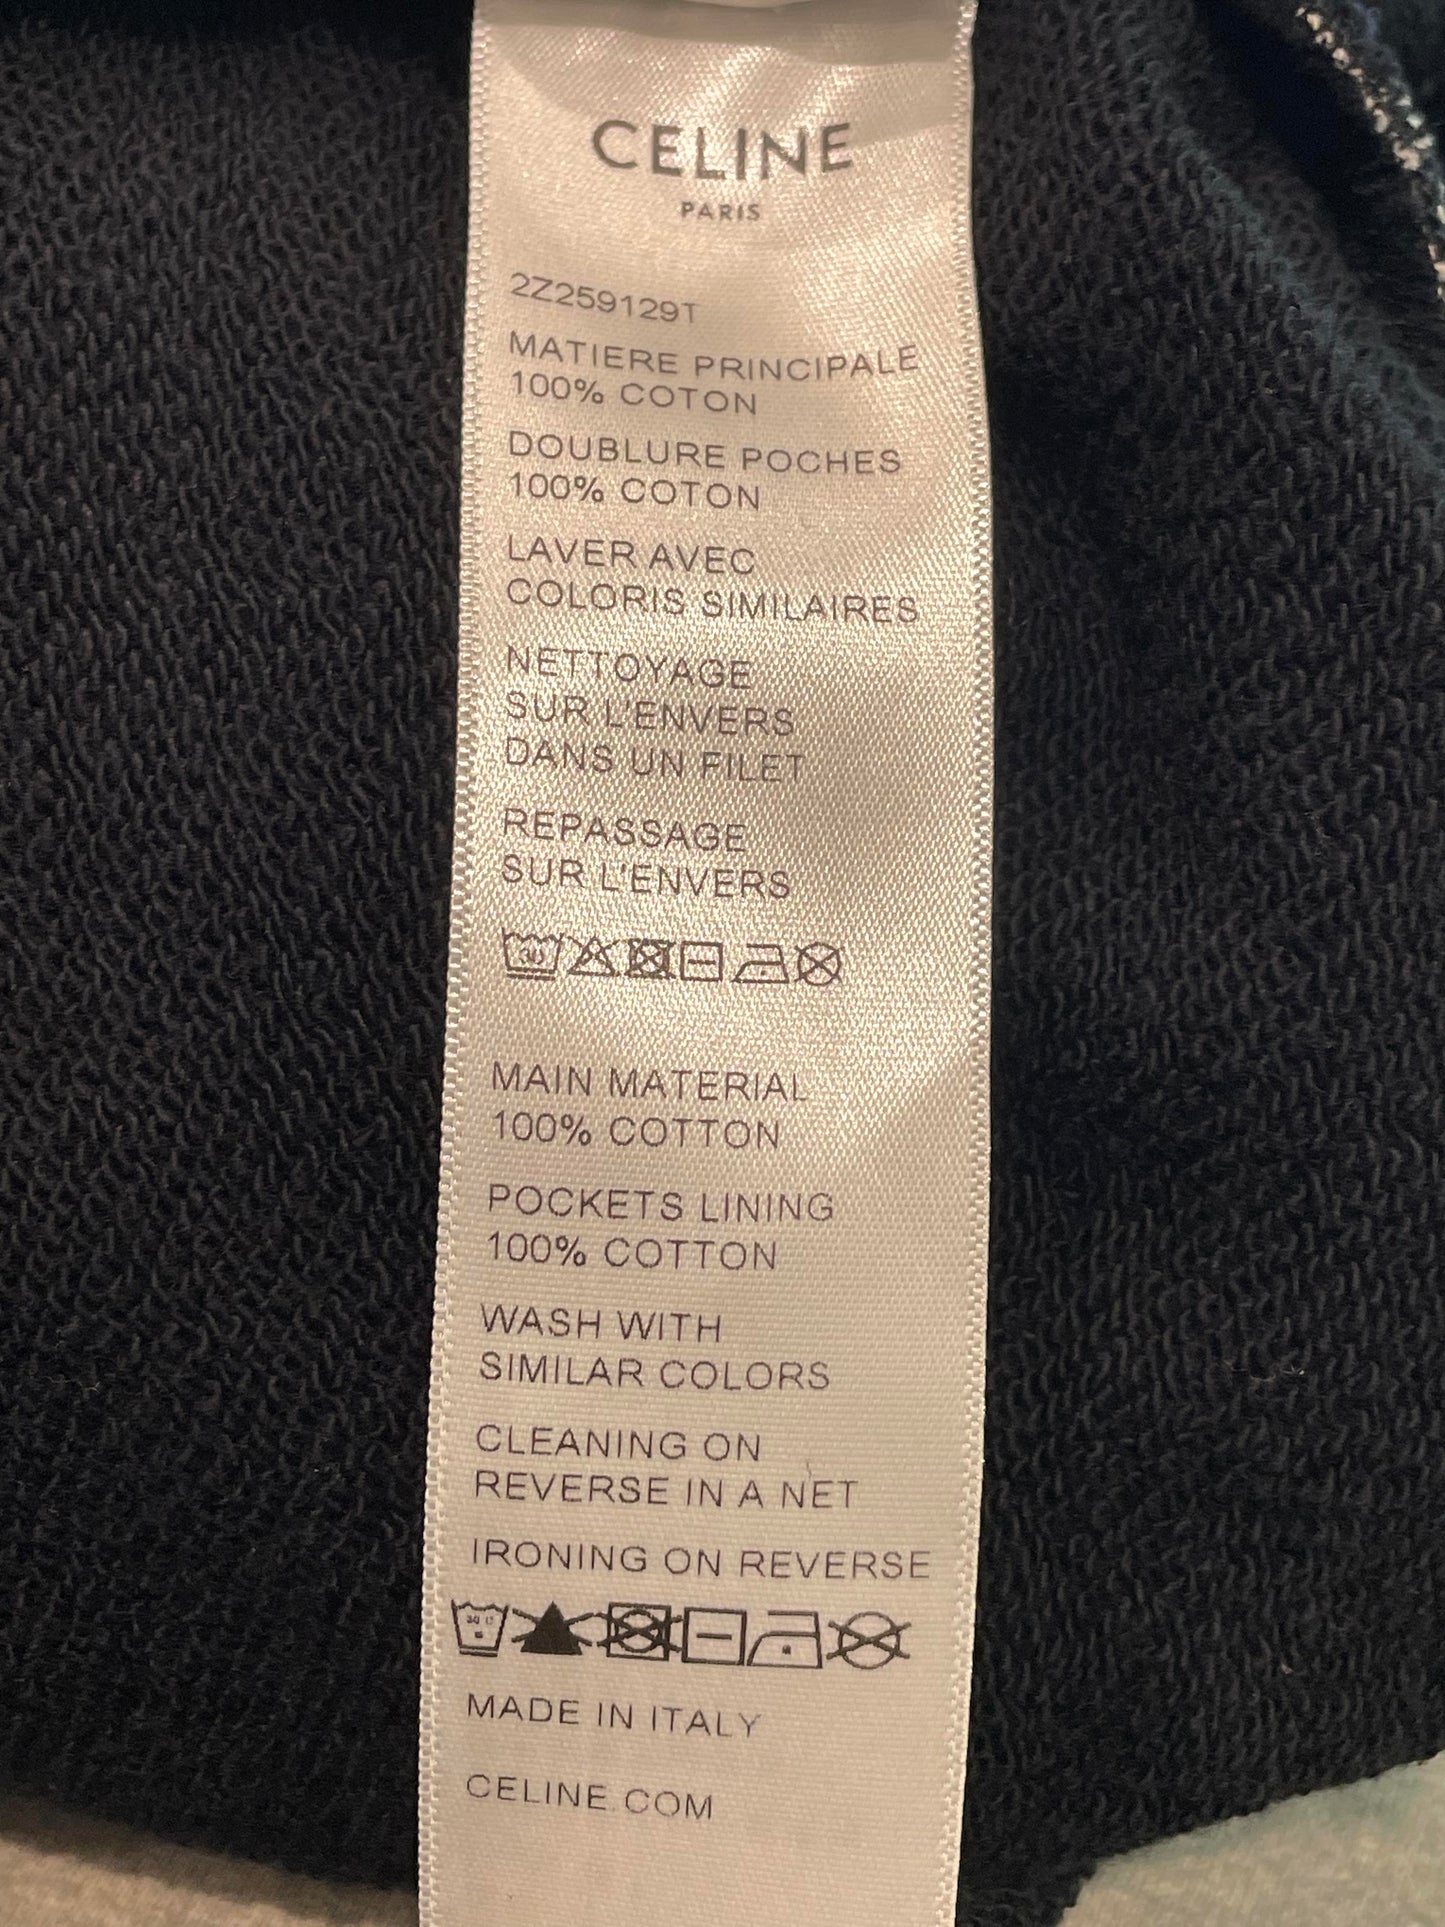 CELINE
PARIS
2Z259129T
MATIERE PRINCIPALE
100% COTON
DOUBLURE POCHES
100% COTON
LAVER AVEC
COLORIS SIMILAIRES
NETTOYAGE
SUR L'ENVERS
DANS UN FILET
REPASSAGE
SUR L'ENVERS
30
MAIN MATERIAL
100% COTTON
POCKETS LINING
100% COTTON
WASH WITH
SIMILAR COLORS
CLEANING ON
REVERSE IN A NET
IRONING ON REVERSE
30 C
MADE IN ITALY
CELINE.COM